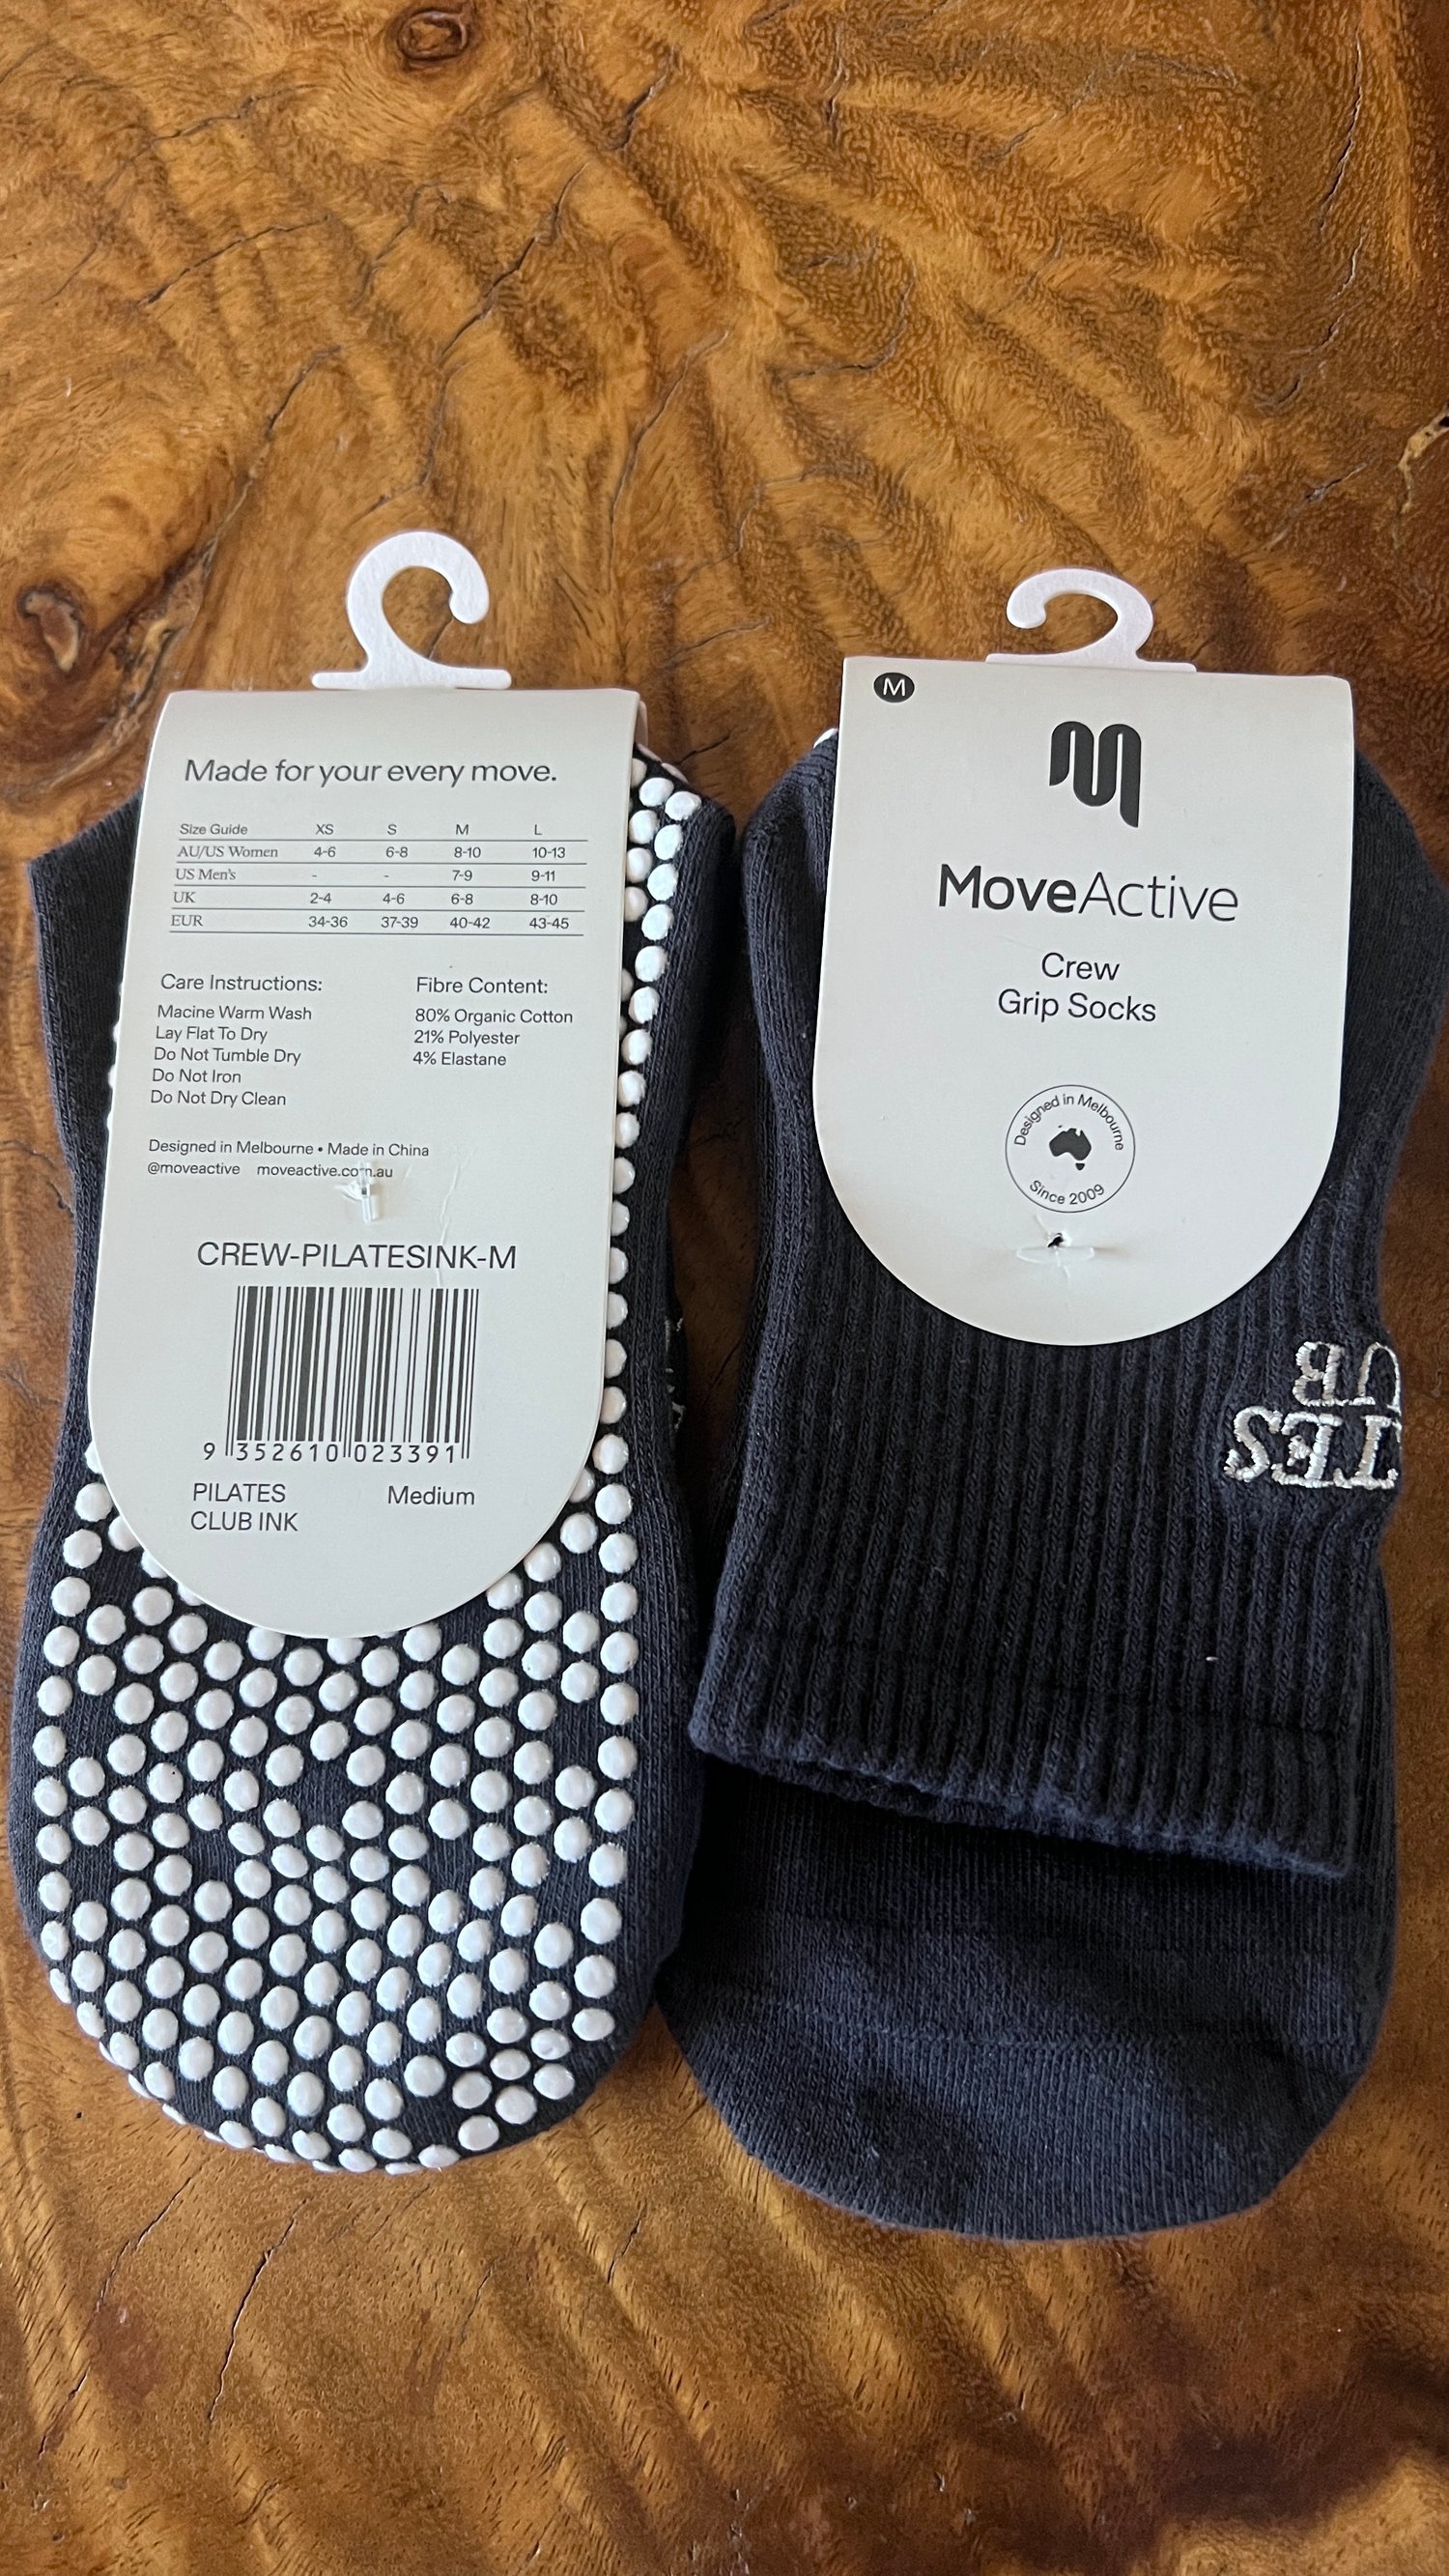 Made for your every move.
Size Guide XS S M L
AU/US Women 4-6 6-8 8-10 10-13
US Men's - - 7-9 9-11
UK 2-4 4-6 6-8 8-10
EUR 34-36 37-39 40-42 43-45
Care Instructions:
Macine Warm Wash
Lay Flat To Dry
Do Not Tumble Dry
Do Not Iron
Do Not Dry Clean
Fibre Content:
80% Organic Cotton
21% Polyester
4% Elastane
Designed in Melbourne • Made in China
@moveactive moveactive.com.au
CREW-PILATESINK-M
9 352610 023391
PILATES
CLUB INK
Medium
M
MoveActive
Crew
Grip Socks
Designed in Melbourne
Since 2009
TES
UB